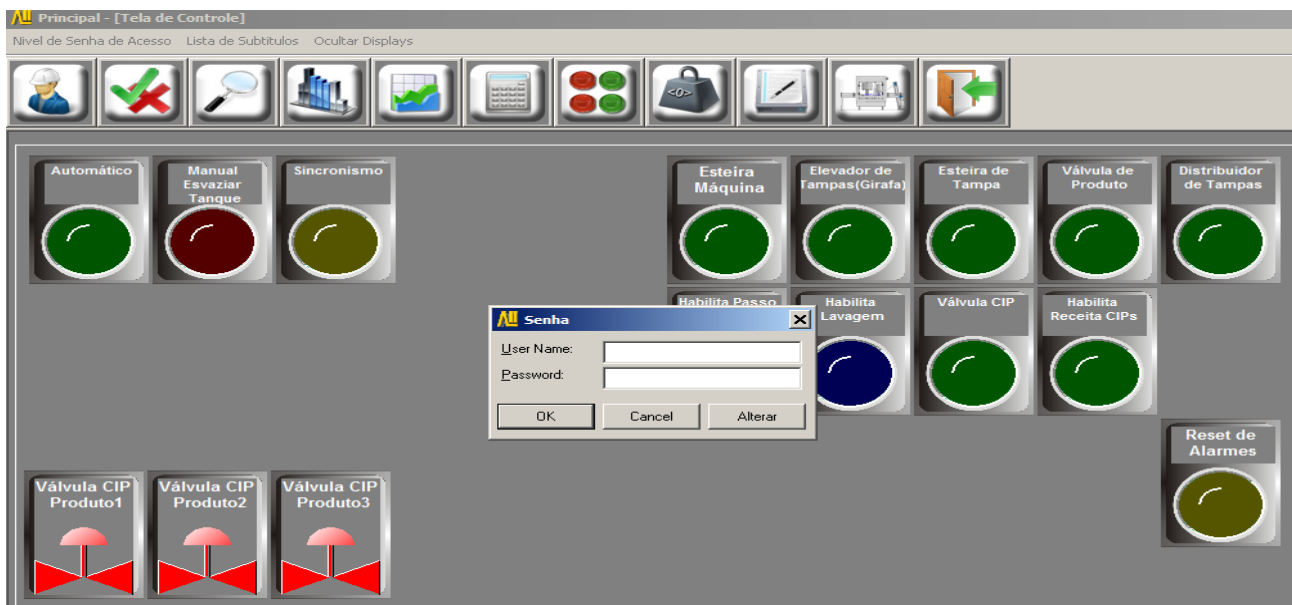 Principal - [Tela de Controle]
Nivel de Senha de Acesso Lista de Subtitulos Ocultar Displays
<0>
Automático
Manual
Esvaziar
Tanque
Sincronismo
Esteira
Máquina
Elevador de
Tampas(Girafa)
Esteira de
Tampa
Válvula de
Produto
Distribuidor
de Tampas
Habilita Passo
Habilita
Lavagem
Válvula CIP
Habilita
Receita CIPs
Senha
User Name:
Password:
OK Cancel Alterar
Reset de
Alarmes
Válvula CIP
Produto1
Válvula CIP
Produto2
Válvula CIP
Produto3